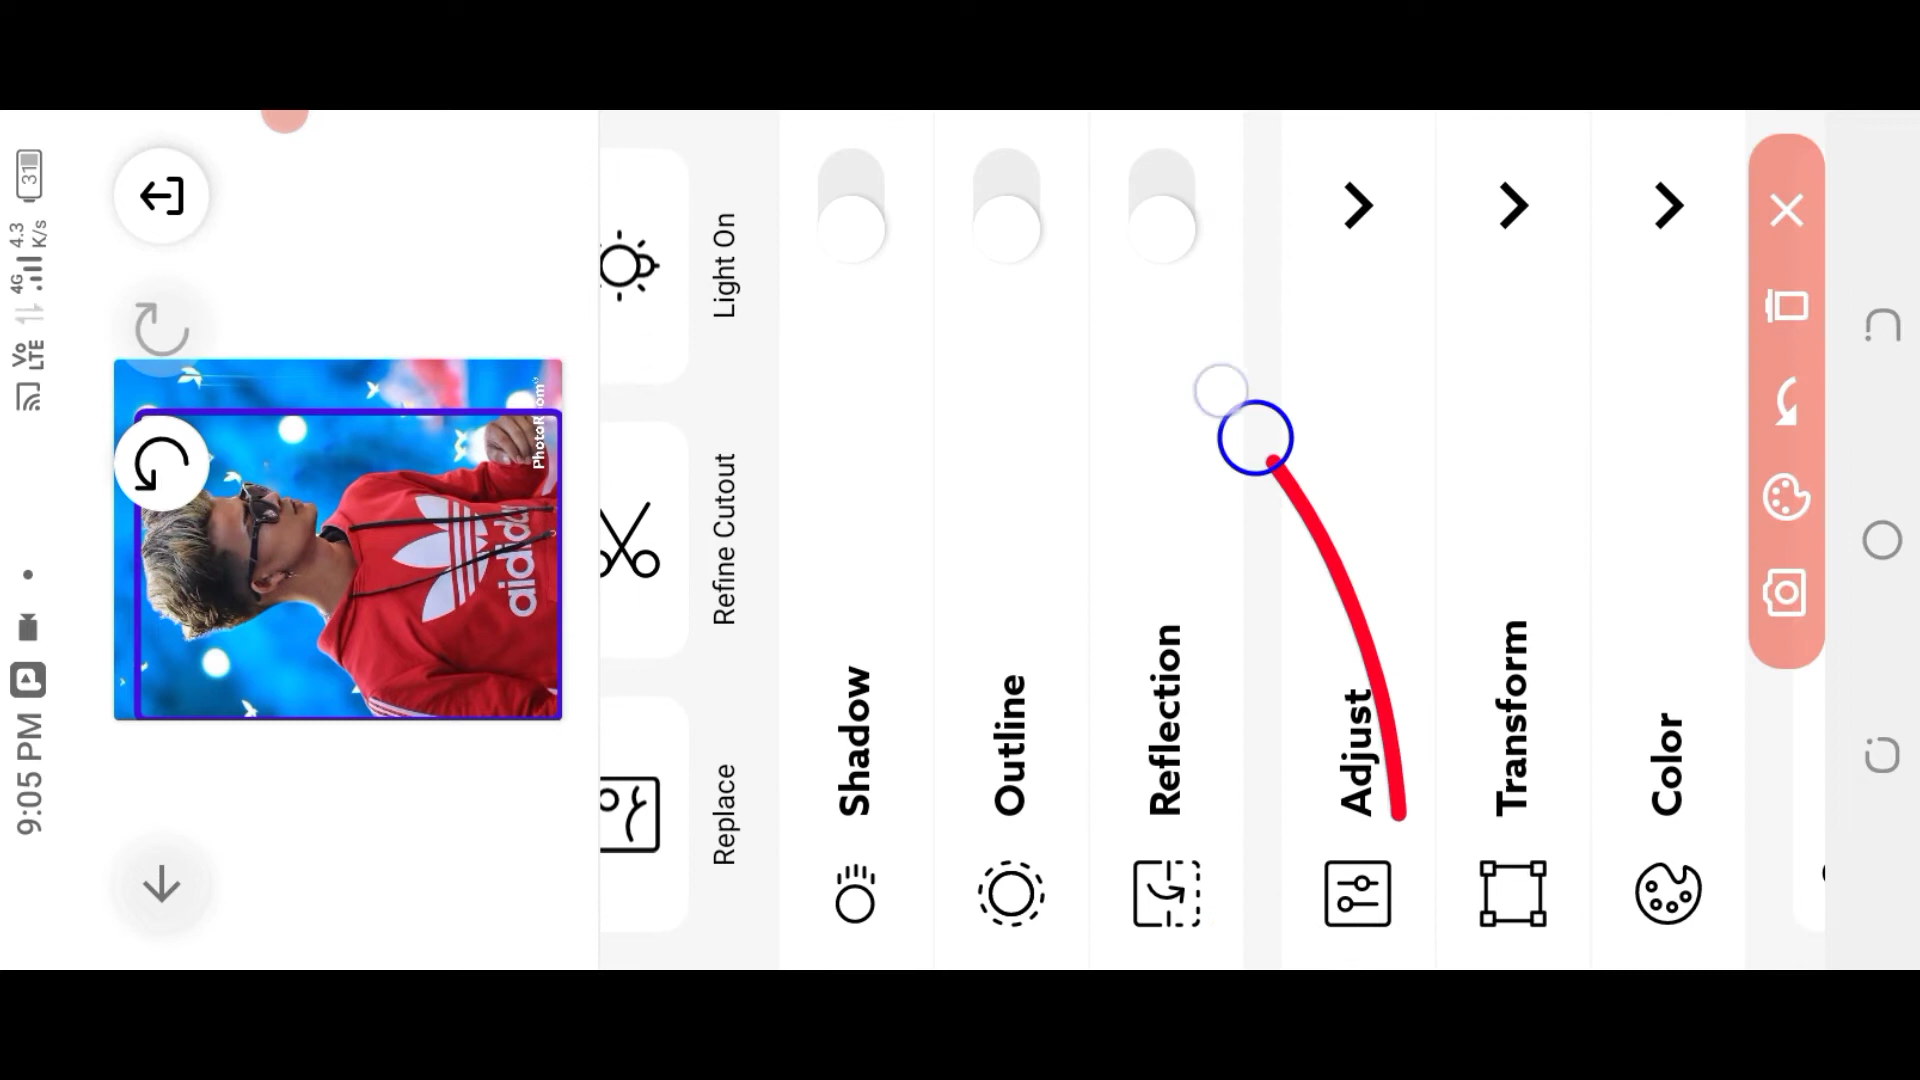 9:05 PM
Vo LTE
4G
4.3 K/s
31
PhotoRoom
adidas
Replace
Refine Cutout
Light On
Shadow
Outline
Reflection
Adjust
Transform
Color